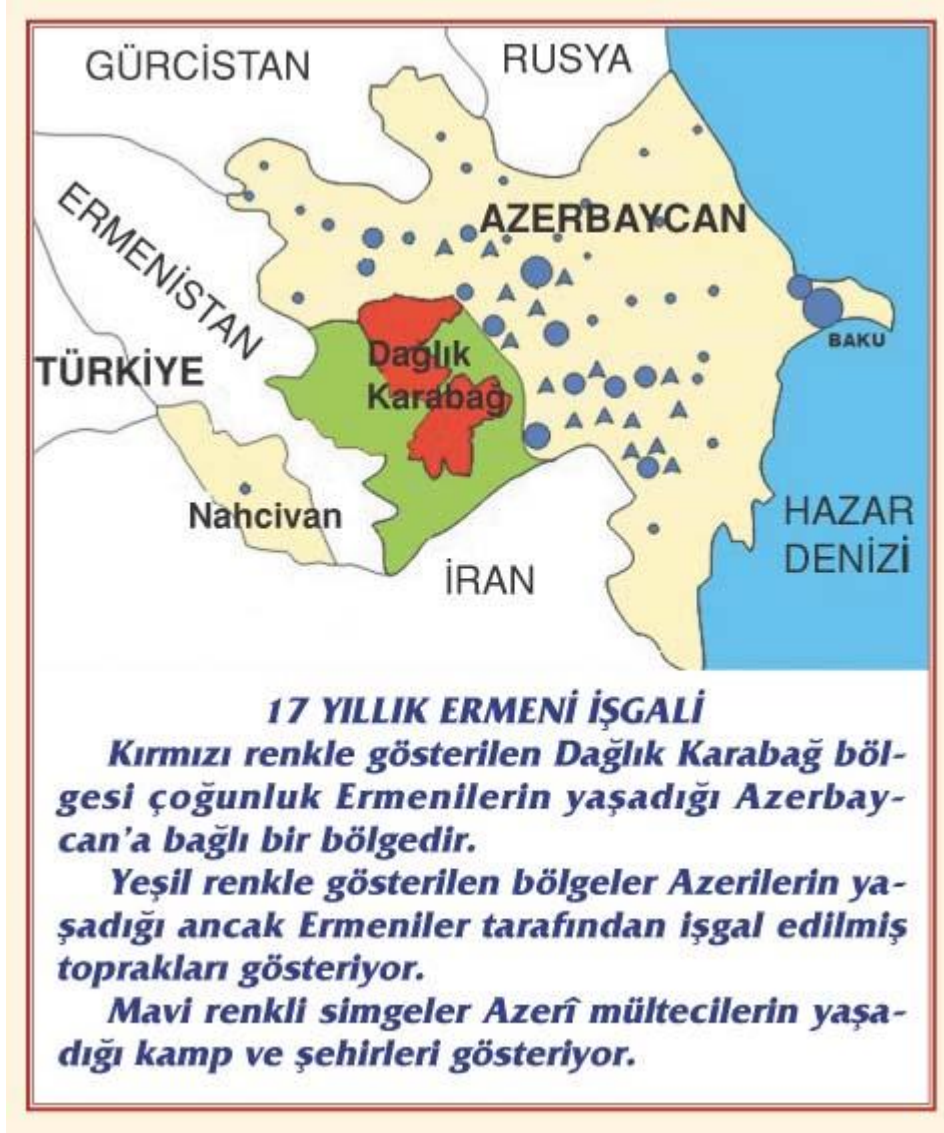 GÜRCİSTAN
RUSYA
ERMENİSTAN
AZERBAYCAN
TÜRKİYE
Dağlık
Karabağ
BAKU
Nahcivan
İRAN
HAZAR
DENİZİ
17 YILLIK ERMENİ İŞGALİ
Kırmızı renkle gösterilen Dağlık Karabağ böl-
gesi çoğunluk Ermenilerin yaşadığı Azerbay-
can’a bağlı bir bölgedir.
Yeşil renkle gösterilen bölgeler Azerilerin ya-
şadığı ancak Ermeniler tarafından işgal edilmiş
toprakları gösteriyor.
Mavi renkli simgeler Azerî mültecilerin yaşa-
dığı kamp ve şehirleri gösteriyor.